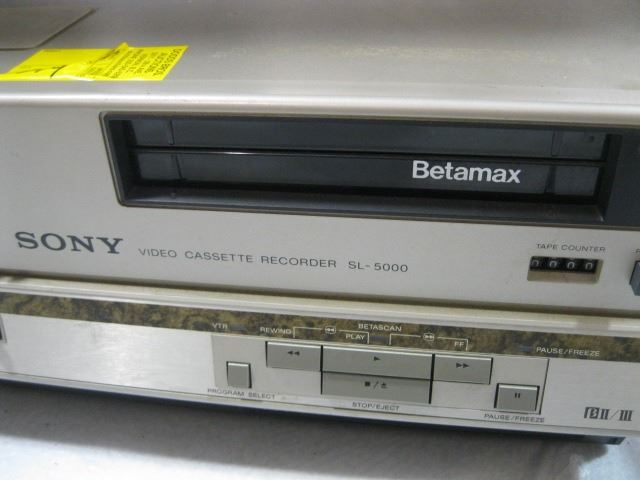 Betamax
SONY VIDEO CASSETTE RECORDER SL-5000
TAPE COUNTER
0000
VTR REWIND BETASCAN
PLAY FF
PAUSE/FREEZE
PROGRAM SELECT
STOP/EJECT
PAUSE/FREEZE
βII/III